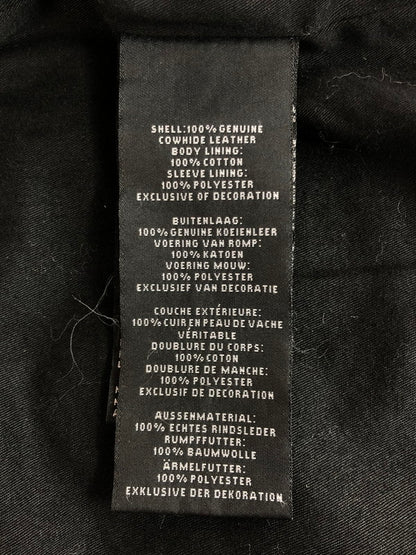 SHELL:100% GENUINE
COWHIDE LEATHER
BODY LINING:
100% COTTON
SLEEVE LINING:
100% POLYESTER
EXCLUSIVE OF DECORATION
BUITENLAAG:
100% GENUINE KOEIENLEER
VOERING VAN ROMP:
100% KATOEN
VOERING MOUW:
100% POLYESTER
EXCLUSIEF VAN DECORATIE
COUCHE EXTÉRIEURE:
100% CUIR EN PEAU DE VACHE
VÉRITABLE
DOUBLURE DU CORPS:
100% COTON
DOUBLURE DE MANCHE:
100% POLYESTER
EXCLUSIF DE DECORATION
AUSSENMATERIAL:
100% ECHTES RINDSLEDER
RUMPFFUTTER:
100% BAUMWOLLE
ÄRMELFUTTER:
100% POLYESTER
EXKLUSIVE DER DEKORATION